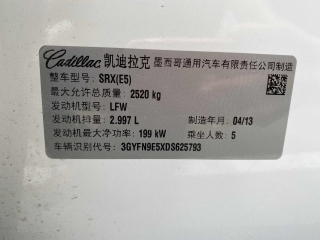 Cadillac 凯迪拉克 墨西哥通用汽车有限责任公司制造
整车型号: SRX(E5)
最大允许总质量: 2520 kg
发动机型号: LFW
发动机排量: 2.997 L 制造年月: 04/13
发动机最大净功率: 199 kW 乘坐人数: 5
车辆识别代号: 3GYFN9E5XDS625793